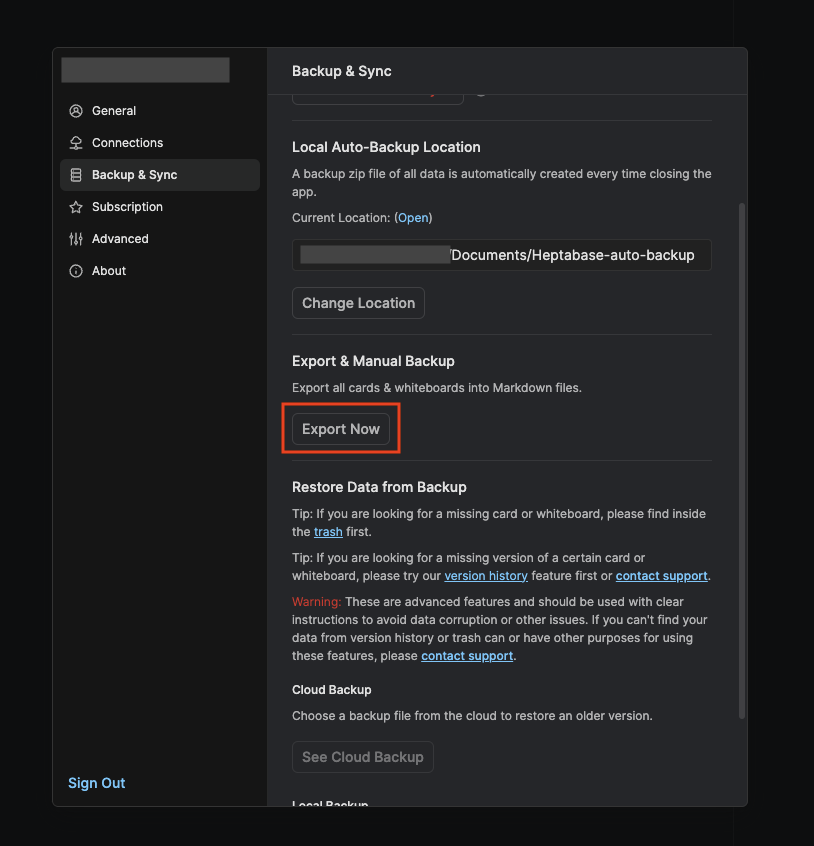 General
Connections
Backup & Sync
Subscription
Advanced
About
Sign Out
Backup & Sync
Local Auto-Backup Location
A backup zip file of all data is automatically created every time closing the
app.
Current Location: (Open)
/Documents/Heptabase-auto-backup
Change Location
Export & Manual Backup
Export all cards & whiteboards into Markdown files.
Export Now
Restore Data from Backup
Tip: If you are looking for a missing card or whiteboard, please find inside
the trash first.
Tip: If you are looking for a missing version of a certain card or
whiteboard, please try our version history feature first or contact support.
Warning: These are advanced features and should be used with clear
instructions to avoid data corruption or other issues. If you can't find your
data from version history or trash can or have other purposes for using
these features, please contact support.
Cloud Backup
Choose a backup file from the cloud to restore an older version.
See Cloud Backup
Local Backup